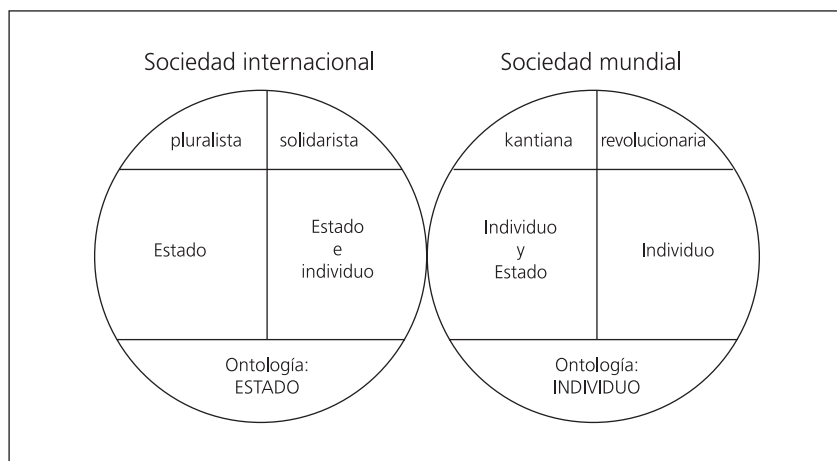 Sociedad internacional
Sociedad mundial
pluralista
solidarista
kantiana
revolucionaria
Estado
Estado
e
individuo
Individuo
y
Estado
Individuo
Ontología:
ESTADO
Ontología:
INDIVIDUO